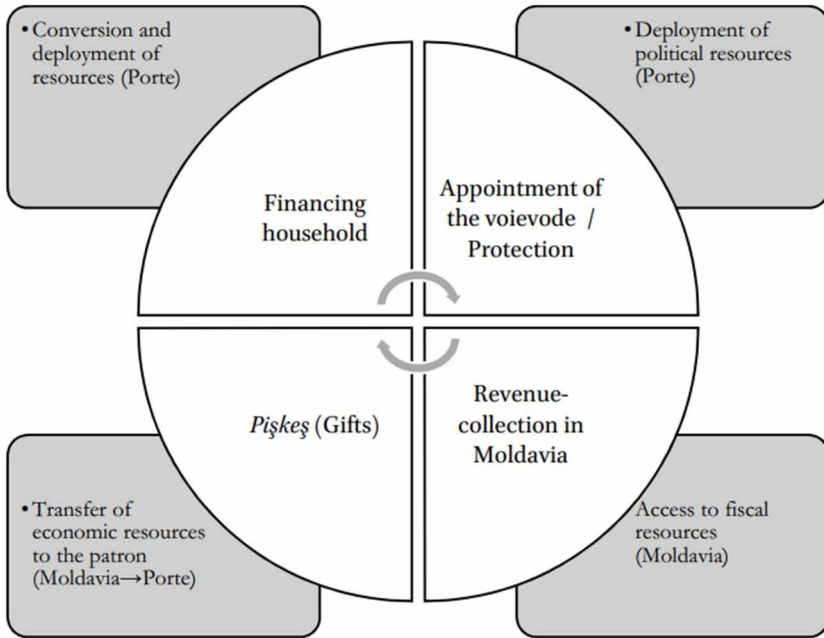 • Conversion and
deployment of
resources (Porte)
• Deployment of
political resources
(Porte)
Financing
household
Appointment of
the voievode /
Protection
Pişkeş (Gifts)
Revenue-
collection in
Moldavia
• Transfer of
economic resources
to the patron
(Moldavia→Porte)
Access to fiscal
resources
(Moldavia)